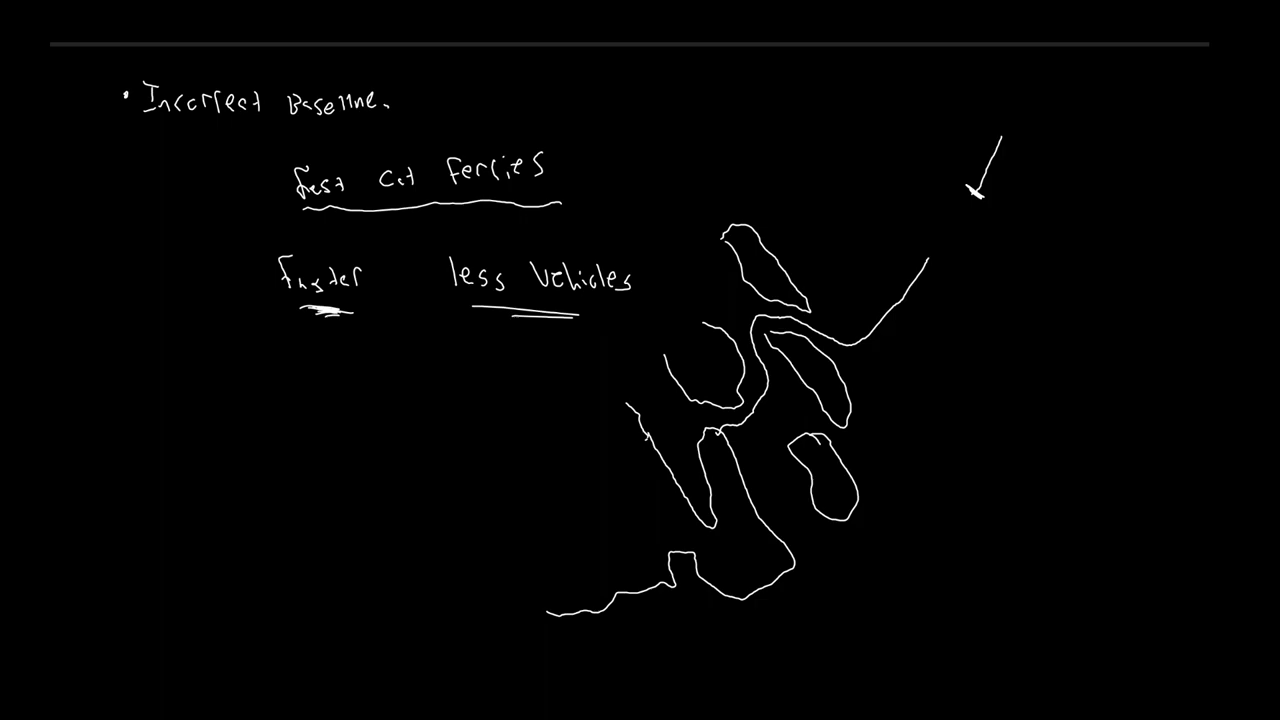 • Incorrect Baseline.
Fast Cat Ferries
Faster less vehicles